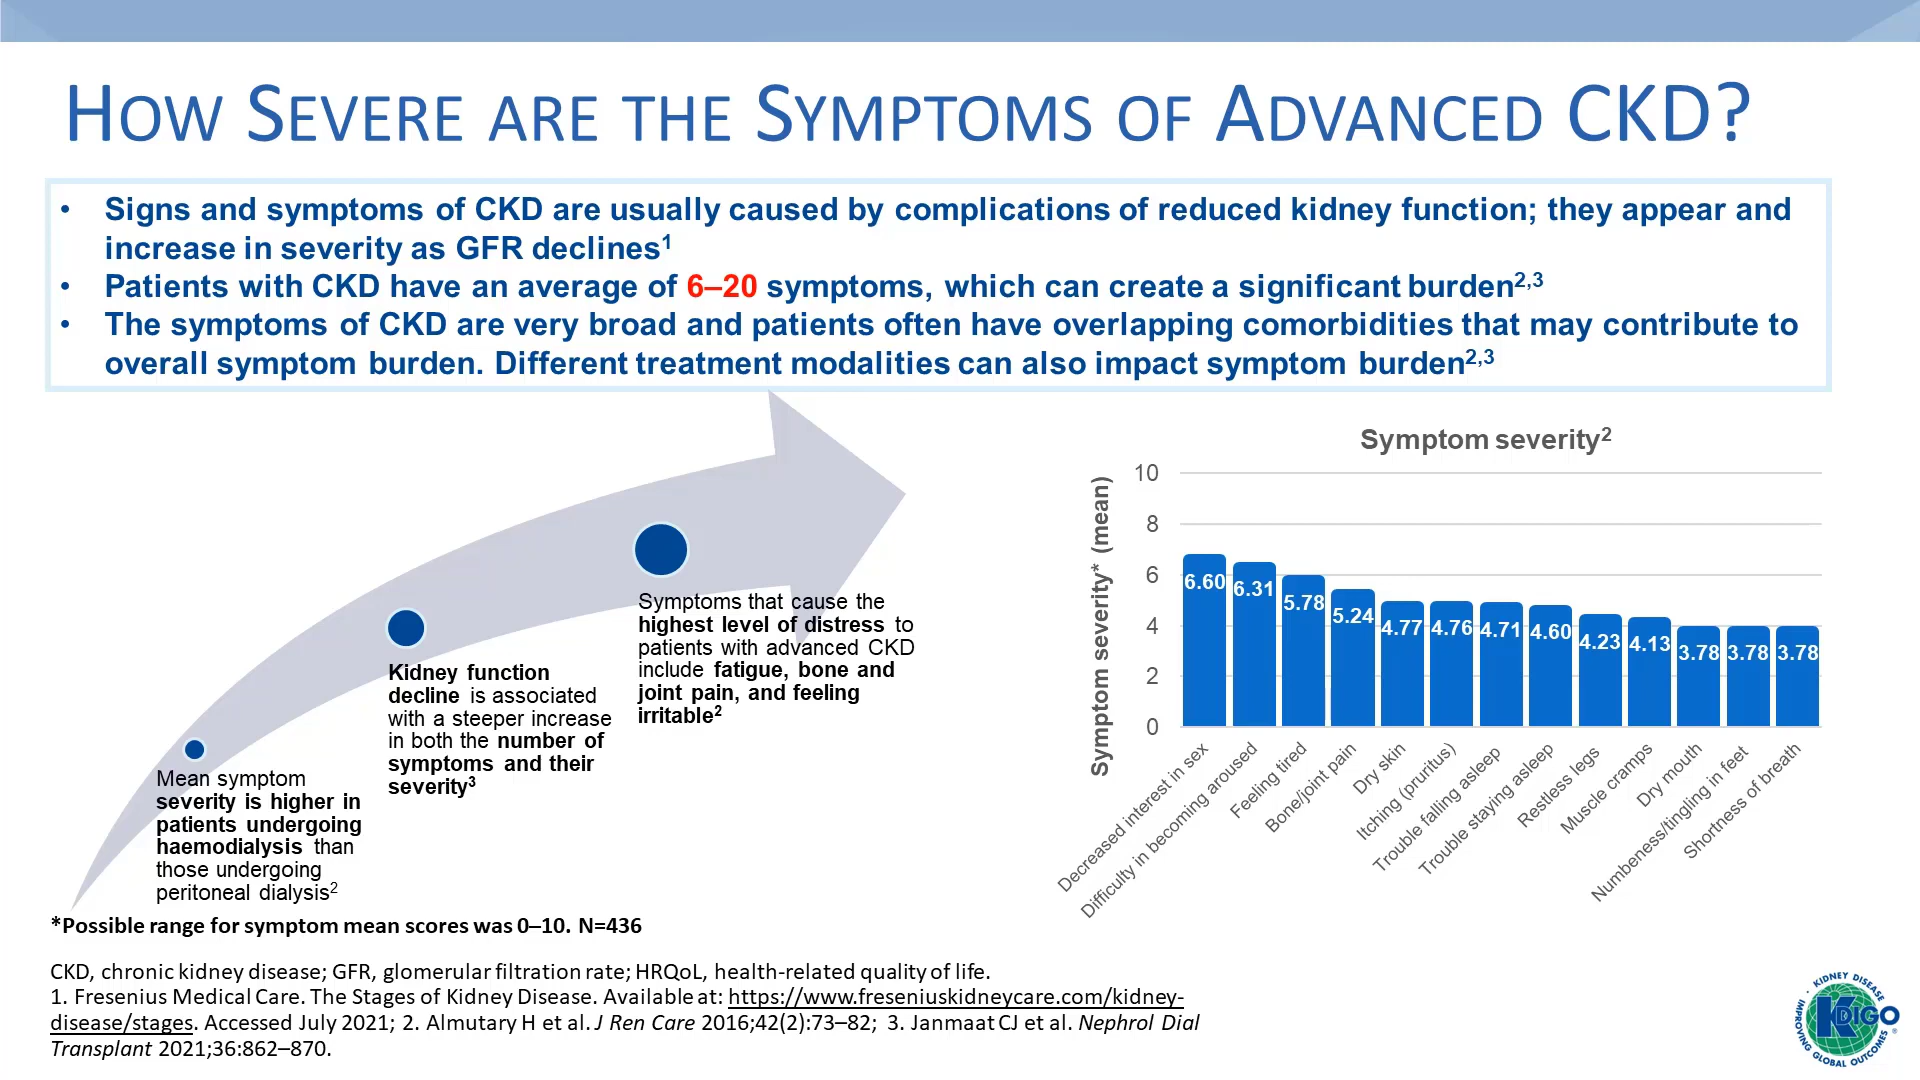 HOW SEVERE ARE THE SYMPTOMS OF ADVANCED CKD?
• Signs and symptoms of CKD are usually caused by complications of reduced kidney function; they appear and
increase in severity as GFR declines1
• Patients with CKD have an average of 6–20 symptoms, which can create a significant burden2,3
• The symptoms of CKD are very broad and patients often have overlapping comorbidities that may contribute to
overall symptom burden. Different treatment modalities can also impact symptom burden2,3
Mean symptom
severity is higher in
patients undergoing
haemodialysis than
those undergoing
peritoneal dialysis2
Kidney function
decline is associated
with a steeper increase
in both the number of
symptoms and their
severity3
Symptoms that cause the
highest level of distress to
patients with advanced CKD
include fatigue, bone and
joint pain, and feeling
irritable2
Symptom severity2
Symptom severity* (mean)
10
8
6
4
2
0
6.60
6.31
5.78
5.24
4.77
4.76
4.71
4.60
4.23
4.13
3.78
3.78
3.78
Decreased interest in sex
Difficulty in becoming aroused
Feeling tired
Bone/joint pain
Dry skin
Itching (pruritus)
Trouble falling asleep
Trouble staying asleep
Restless legs
Muscle cramps
Dry mouth
Numbeness/tingling in feet
Shortness of breath
*Possible range for symptom mean scores was 0–10. N=436
CKD, chronic kidney disease; GFR, glomerular filtration rate; HRQoL, health-related quality of life.
1. Fresenius Medical Care. The Stages of Kidney Disease. Available at: https://www.freseniuskidneycare.com/kidney-
disease/stages. Accessed July 2021; 2. Almutary H et al. J Ren Care 2016;42(2):73–82; 3. Janmaat CJ et al. Nephrol Dial
Transplant 2021;36:862–870.
KIDNEY DISEASE
KDIGO
IMPROVING GLOBAL OUTCOMES